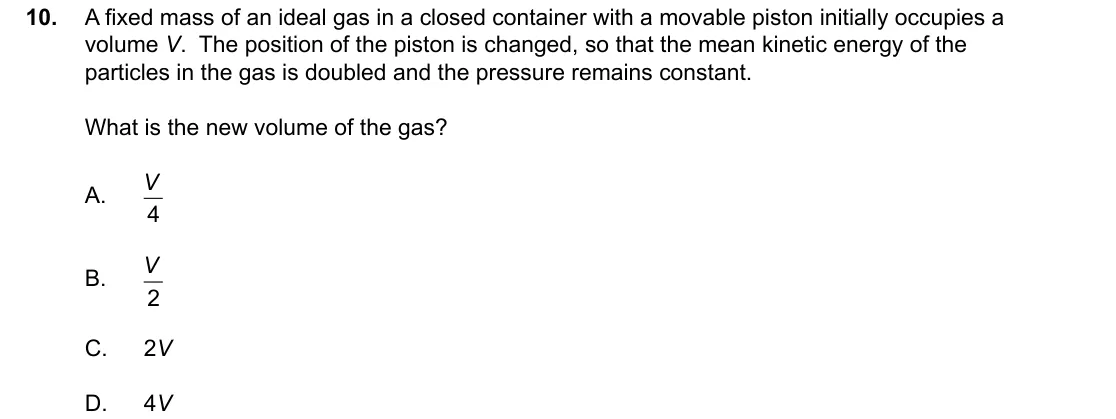 10. A fixed mass of an ideal gas in a closed container with a movable piston initially occupies a
volume V. The position of the piston is changed, so that the mean kinetic energy of the
particles in the gas is doubled and the pressure remains constant.
What is the new volume of the gas?
A. V/4
B. V/2
C. 2V
D. 4V